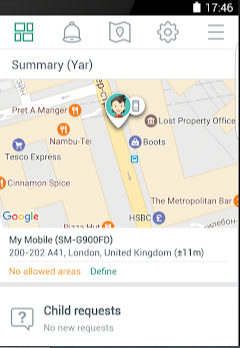 17:46
Summary (Yar)
Pret A Manger
Lost Property Office
Nambu-Tei
Boots
Tesco Express
Cinnamon Spice
The Metropolitan Bar
Google
HSBC
Pizza Hut
My Mobile (SM-G900FD)
200-202 A41, London, United Kingdom (±11m)
No allowed areas Define
Child requests
No new requests